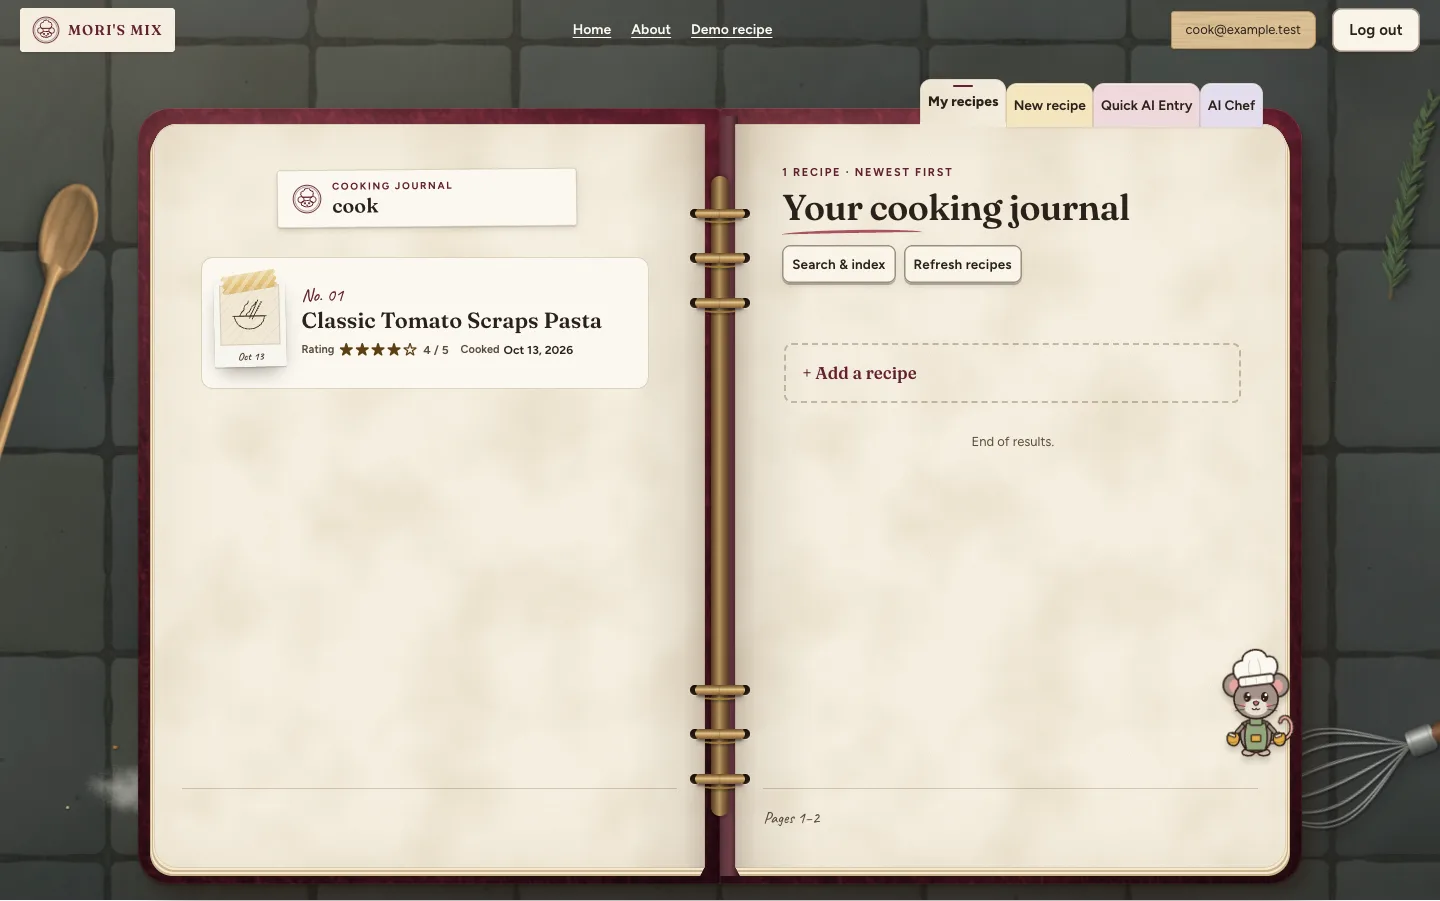 MORI'S MIX
Home About Demo recipe
cook@example.test
Log out
My recipes
New recipe
Quick AI Entry
AI Chef
COOKING JOURNAL
cook
No. 01
Classic Tomato Scraps Pasta
Rating 4 / 5 Cooked Oct 13, 2026
Oct 13
1 RECIPE · NEWEST FIRST
Your cooking journal
Search & index
Refresh recipes
+ Add a recipe
End of results.
Pages 1–2